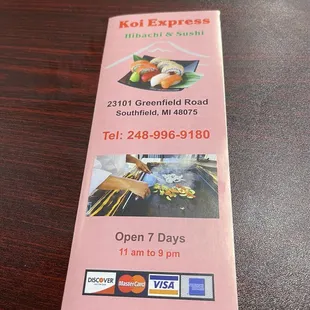 Koi Express
Hibachi & Sushi
23101 Greenfield Road
Southfield, MI 48075
Tel: 248-996-9180
Open 7 Days
11 am to 9 pm
DISCOVER MasterCard VISA